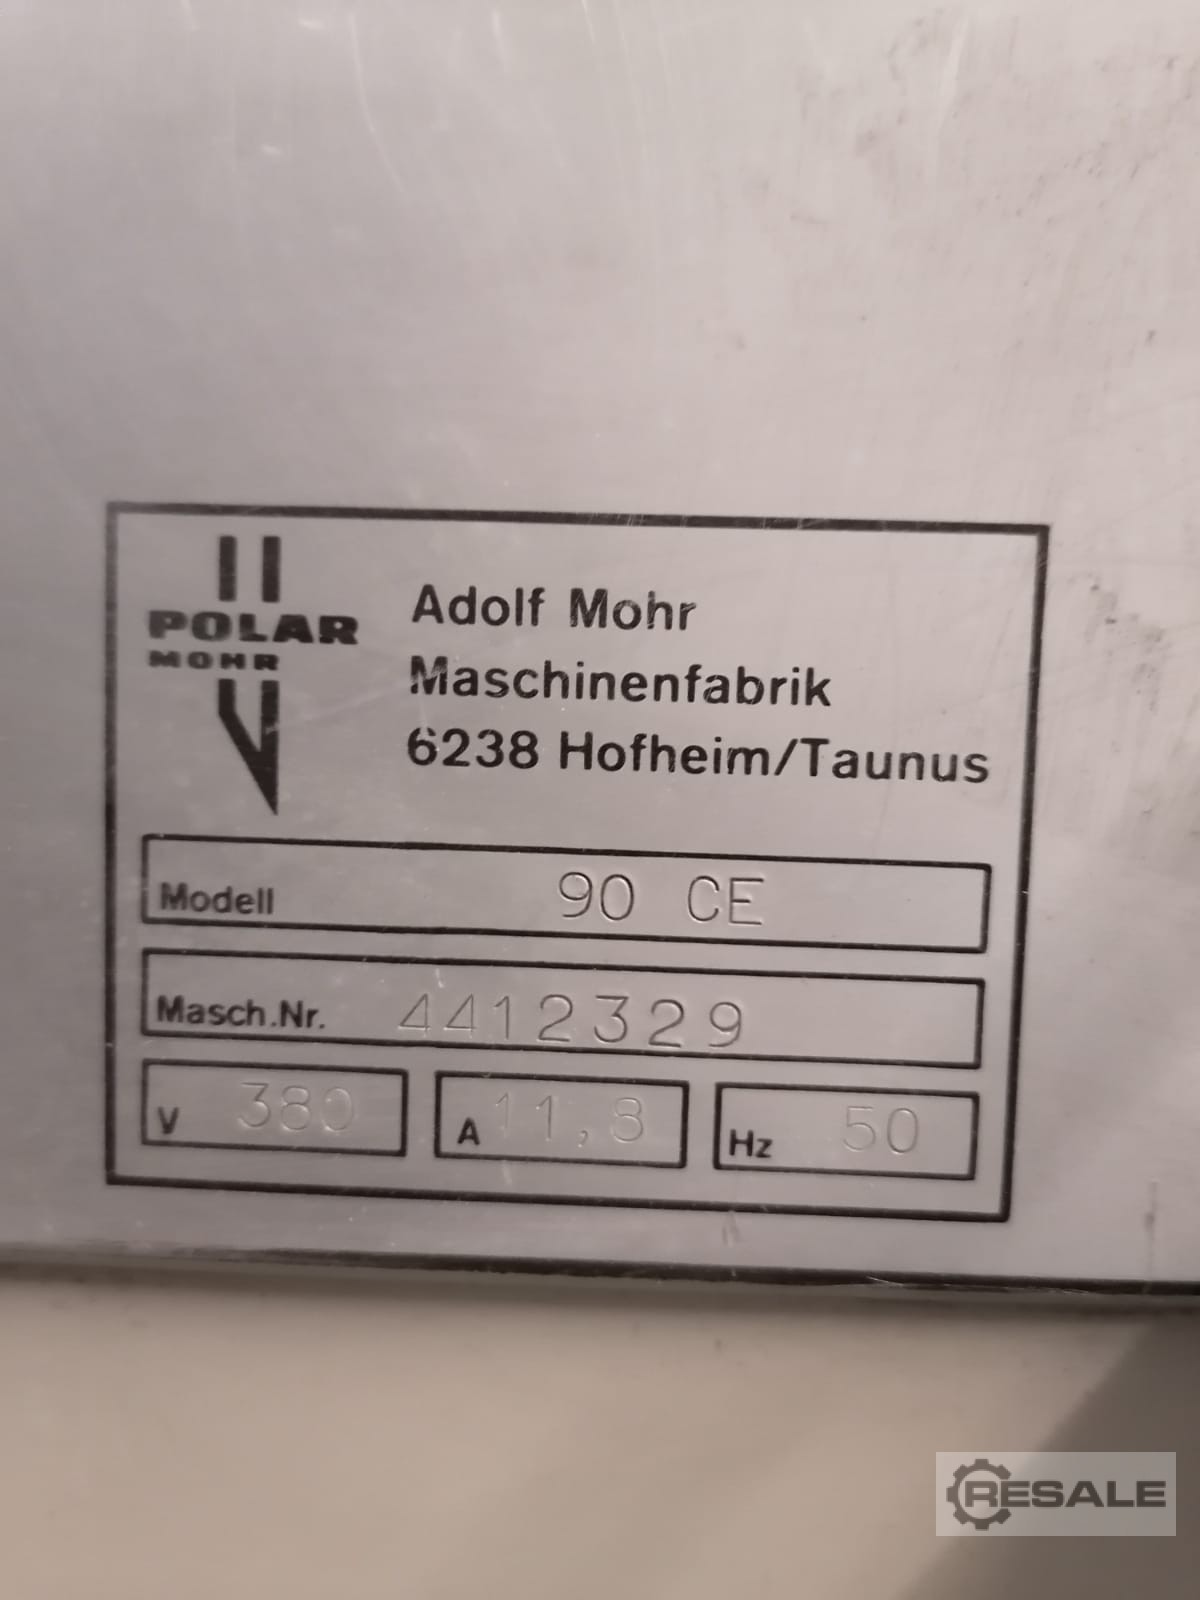 POLAR
MOHR
Adolf Mohr
Maschinenfabrik
6238 Hofheim/Taunus
Modell 90 CE
Masch.Nr. 4412329
V 380 A 11,8 Hz 50
RESALE